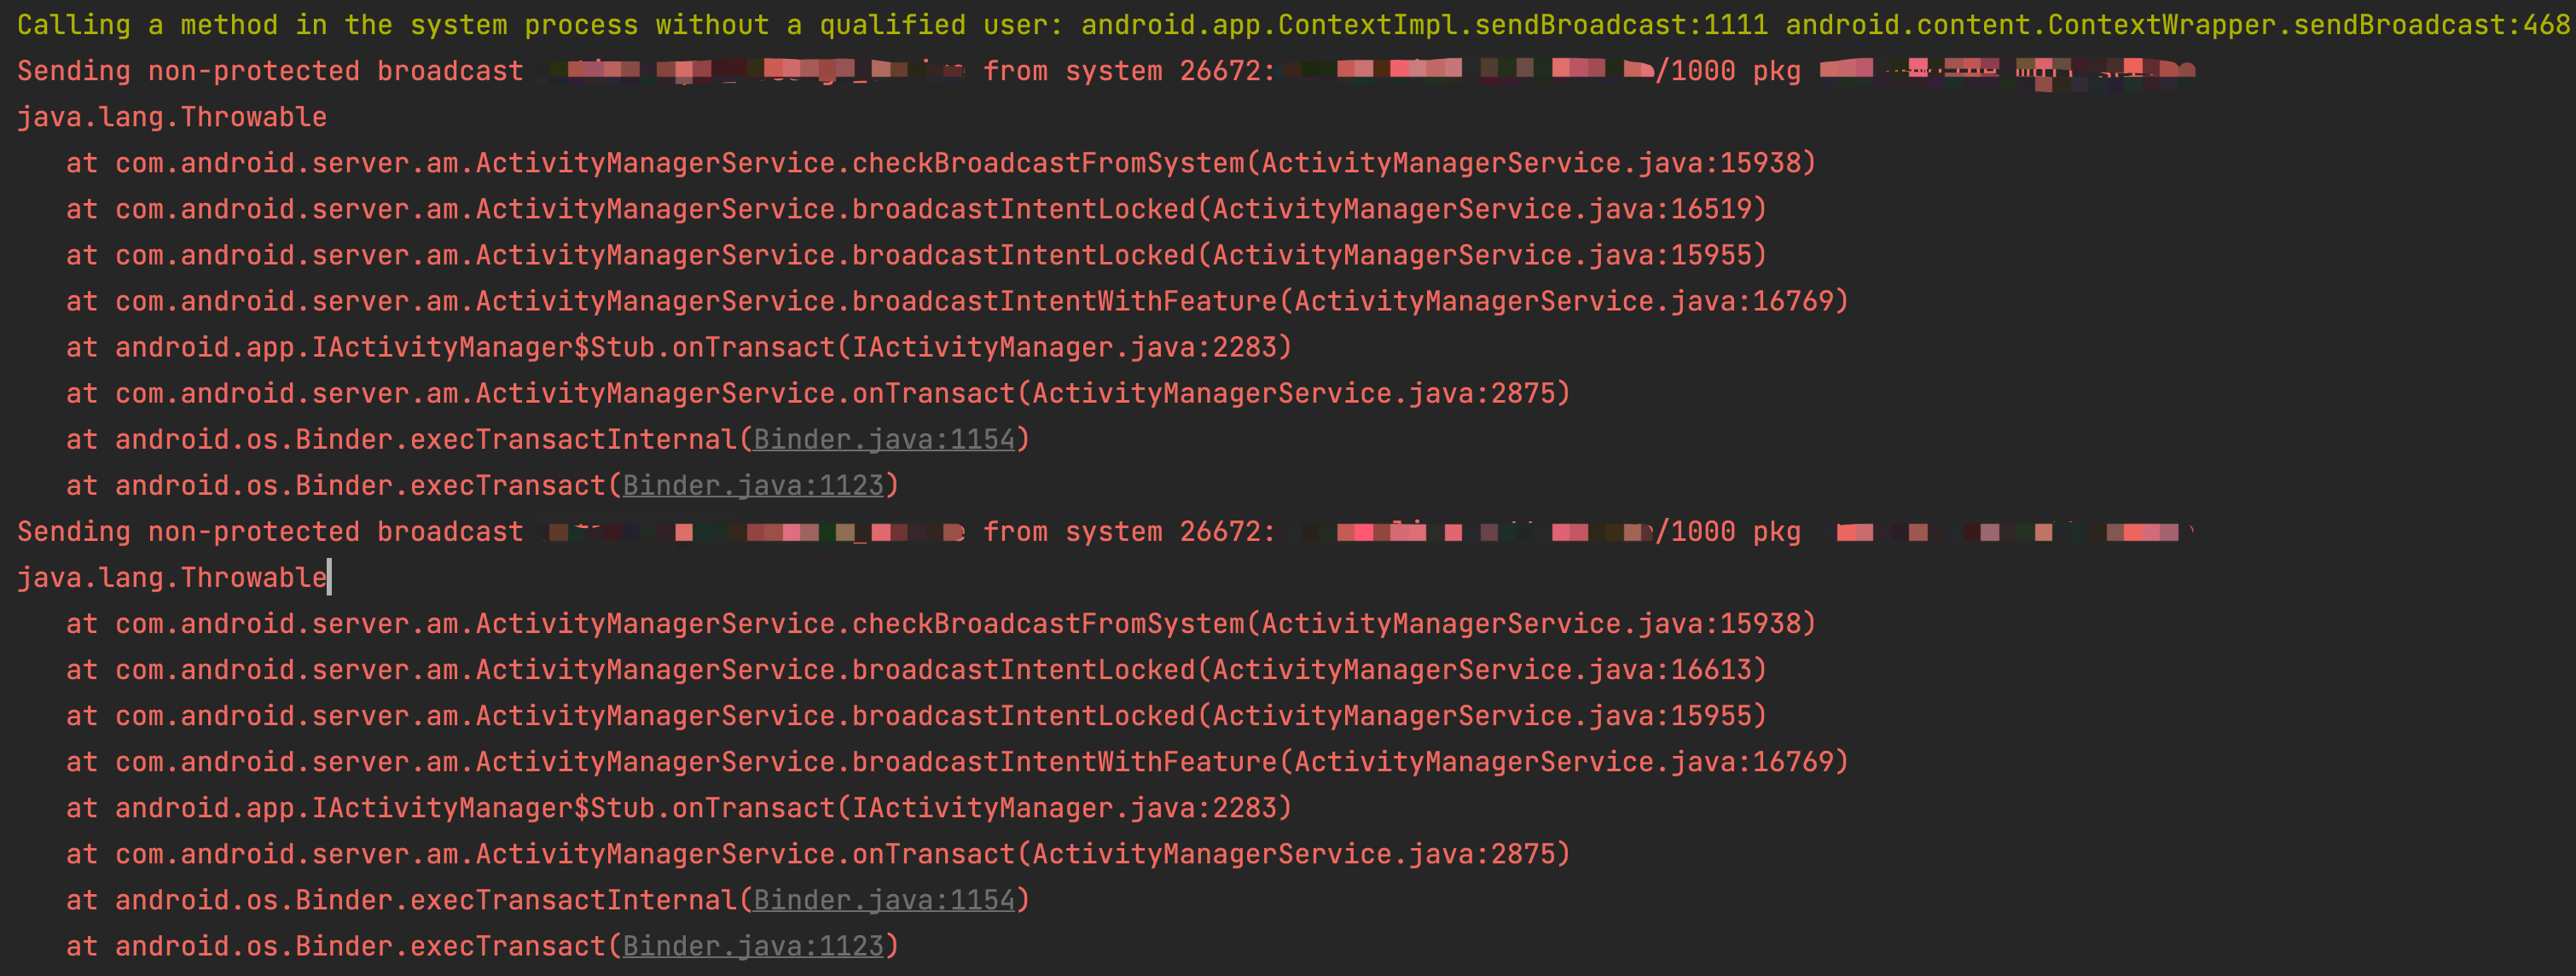 Calling a method in the system process without a qualified user: android.app.ContextImpl.sendBroadcast:1111 android.content.ContextWrapper.sendBroadcast:468
Sending non-protected broadcast from system 26672: /1000 pkg
java.lang.Throwable
at com.android.server.am.ActivityManagerService.checkBroadcastFromSystem(ActivityManagerService.java:15938)
at com.android.server.am.ActivityManagerService.broadcastIntentLocked(ActivityManagerService.java:16519)
at com.android.server.am.ActivityManagerService.broadcastIntentLocked(ActivityManagerService.java:15955)
at com.android.server.am.ActivityManagerService.broadcastIntentWithFeature(ActivityManagerService.java:16769)
at android.app.IActivityManager$Stub.onTransact(IActivityManager.java:2283)
at com.android.server.am.ActivityManagerService.onTransact(ActivityManagerService.java:2875)
at android.os.Binder.execTransactInternal(Binder.java:1154)
at android.os.Binder.execTransact(Binder.java:1123)
Sending non-protected broadcast from system 26672: /1000 pkg
java.lang.Throwable
at com.android.server.am.ActivityManagerService.checkBroadcastFromSystem(ActivityManagerService.java:15938)
at com.android.server.am.ActivityManagerService.broadcastIntentLocked(ActivityManagerService.java:16613)
at com.android.server.am.ActivityManagerService.broadcastIntentLocked(ActivityManagerService.java:15955)
at com.android.server.am.ActivityManagerService.broadcastIntentWithFeature(ActivityManagerService.java:16769)
at android.app.IActivityManager$Stub.onTransact(IActivityManager.java:2283)
at com.android.server.am.ActivityManagerService.onTransact(ActivityManagerService.java:2875)
at android.os.Binder.execTransactInternal(Binder.java:1154)
at android.os.Binder.execTransact(Binder.java:1123)